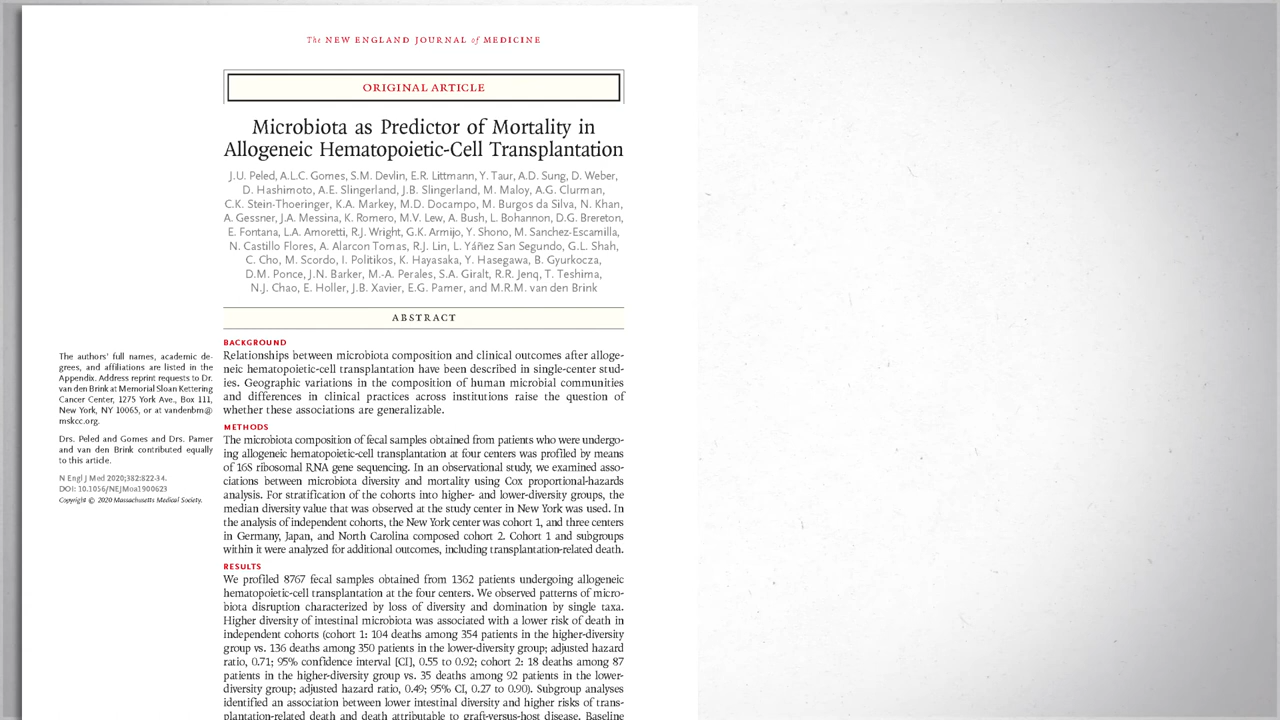 The NEW ENGLAND JOURNAL of MEDICINE
ORIGINAL ARTICLE
Microbiota as Predictor of Mortality in
Allogeneic Hematopoietic-Cell Transplantation
J.U. Peled, A.L.C. Gomes, S.M. Devlin, E.R. Littmann, Y. Taur, A.D. Sung, D. Weber,
D. Hashimoto, A.E. Slingerland, J.B. Slingerland, M. Maloy, A.G. Clurman,
C.K. Stein-Thoeringer, K.A. Markey, M.D. Docampo, M. Burgos da Silva, N. Khan,
A. Gessner, J.A. Messina, K. Romero, M.V. Lew, A. Bush, L. Bohannon, D.G. Brereton,
E. Fontana, L.A. Amoretti, R.J. Wright, G.K. Armijo, Y. Shono, M. Sanchez-Escamilla,
N. Castillo Flores, A. Alarcon Tomas, R.J. Lin, L. Yáñez San Segundo, G.L. Shah,
C. Cho, M. Scordo, I. Politikos, K. Hayasaka, Y. Hasegawa, B. Gyurkocza,
D.M. Ponce, J.N. Barker, M.-A. Perales, S.A. Giralt, R.R. Jenq, T. Teshima,
N.J. Chao, E. Holler, J.B. Xavier, E.G. Pamer, and M.R.M. van den Brink
ABSTRACT
BACKGROUND
Relationships between microbiota composition and clinical outcomes after alloge-
neic hematopoietic-cell transplantation have been described in single-center stud-
ies. Geographic variations in the composition of human microbial communities
and differences in clinical practices across institutions raise the question of
whether these associations are generalizable.
METHODS
The microbiota composition of fecal samples obtained from patients who were undergo-
ing allogeneic hematopoietic-cell transplantation at four centers was profiled by means
of 16S ribosomal RNA gene sequencing. In an observational study, we examined asso-
ciations between microbiota diversity and mortality using Cox proportional-hazards
analysis. For stratification of the cohorts into higher- and lower-diversity groups, the
median diversity value that was observed at the study center in New York was used. In
the analysis of independent cohorts, the New York center was cohort 1, and three centers
in Germany, Japan, and North Carolina composed cohort 2. Cohort 1 and subgroups
within it were analyzed for additional outcomes, including transplantation-related death.
RESULTS
We profiled 8767 fecal samples obtained from 1362 patients undergoing allogeneic
hematopoietic-cell transplantation at the four centers. We observed patterns of micro-
biota disruption characterized by loss of diversity and domination by single taxa.
Higher diversity of intestinal microbiota was associated with a lower risk of death in
independent cohorts (cohort 1: 104 deaths among 354 patients in the higher-diversity
group vs. 136 deaths among 350 patients in the lower-diversity group; adjusted hazard
ratio, 0.71; 95% confidence interval [CI], 0.55 to 0.92; cohort 2: 18 deaths among 87
patients in the higher-diversity group vs. 35 deaths among 92 patients in the lower-
diversity group; adjusted hazard ratio, 0.49; 95% CI, 0.27 to 0.90). Subgroup analyses
identified an association between lower intestinal diversity and higher risks of trans-
plantation-related death and death attributable to graft-versus-host disease. Baseline
The authors' full names, academic de-
grees, and affiliations are listed in the
Appendix. Address reprint requests to Dr.
van den Brink at Memorial Sloan Kettering
Cancer Center, 1275 York Ave., Box 111,
New York, NY 10065, or at vandenbm@
mskcc.org.
Drs. Peled and Gomes and Drs. Pamer
and van den Brink contributed equally
to this article.
N Engl J Med 2020;382:822-34.
DOI: 10.1056/NEJMoa1900623
Copyright © 2020 Massachusetts Medical Society.